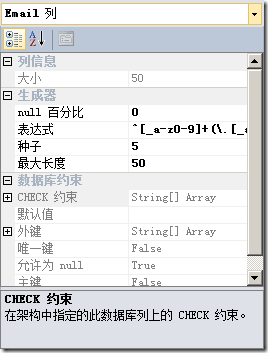 Email 列
列信息
大小 50
生成器
null 百分比 0
表达式 ^[_a-z0-9]+(\.[_a
种子 5
最大长度 50
数据库约束
CHECK 约束 String[] Array
默认值
外键 String[] Array
唯一键 False
允许为 null True
主键 False
CHECK 约束
在架构中指定的此数据库列上的 CHECK 约束。